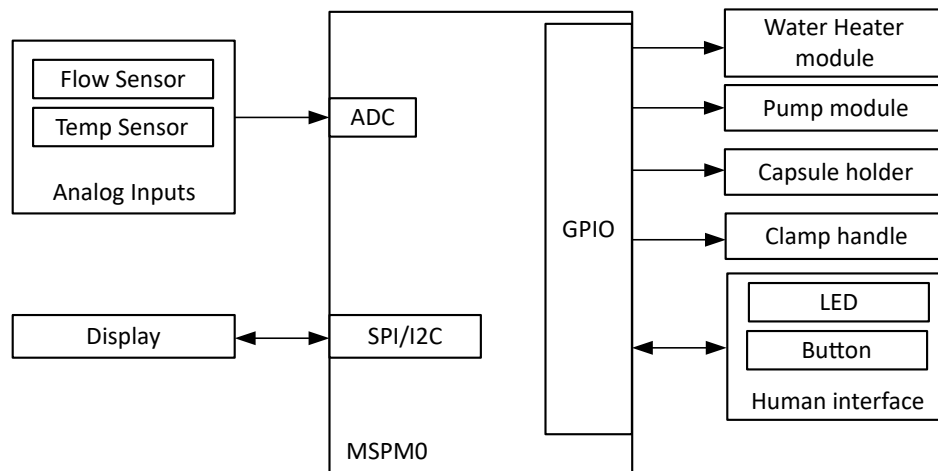 Flow Sensor
Temp Sensor
Analog Inputs
Display
ADC
SPI/I2C
MSPM0
GPIO
Water Heater
module
Pump module
Capsule holder
Clamp handle
LED
Button
Human interface